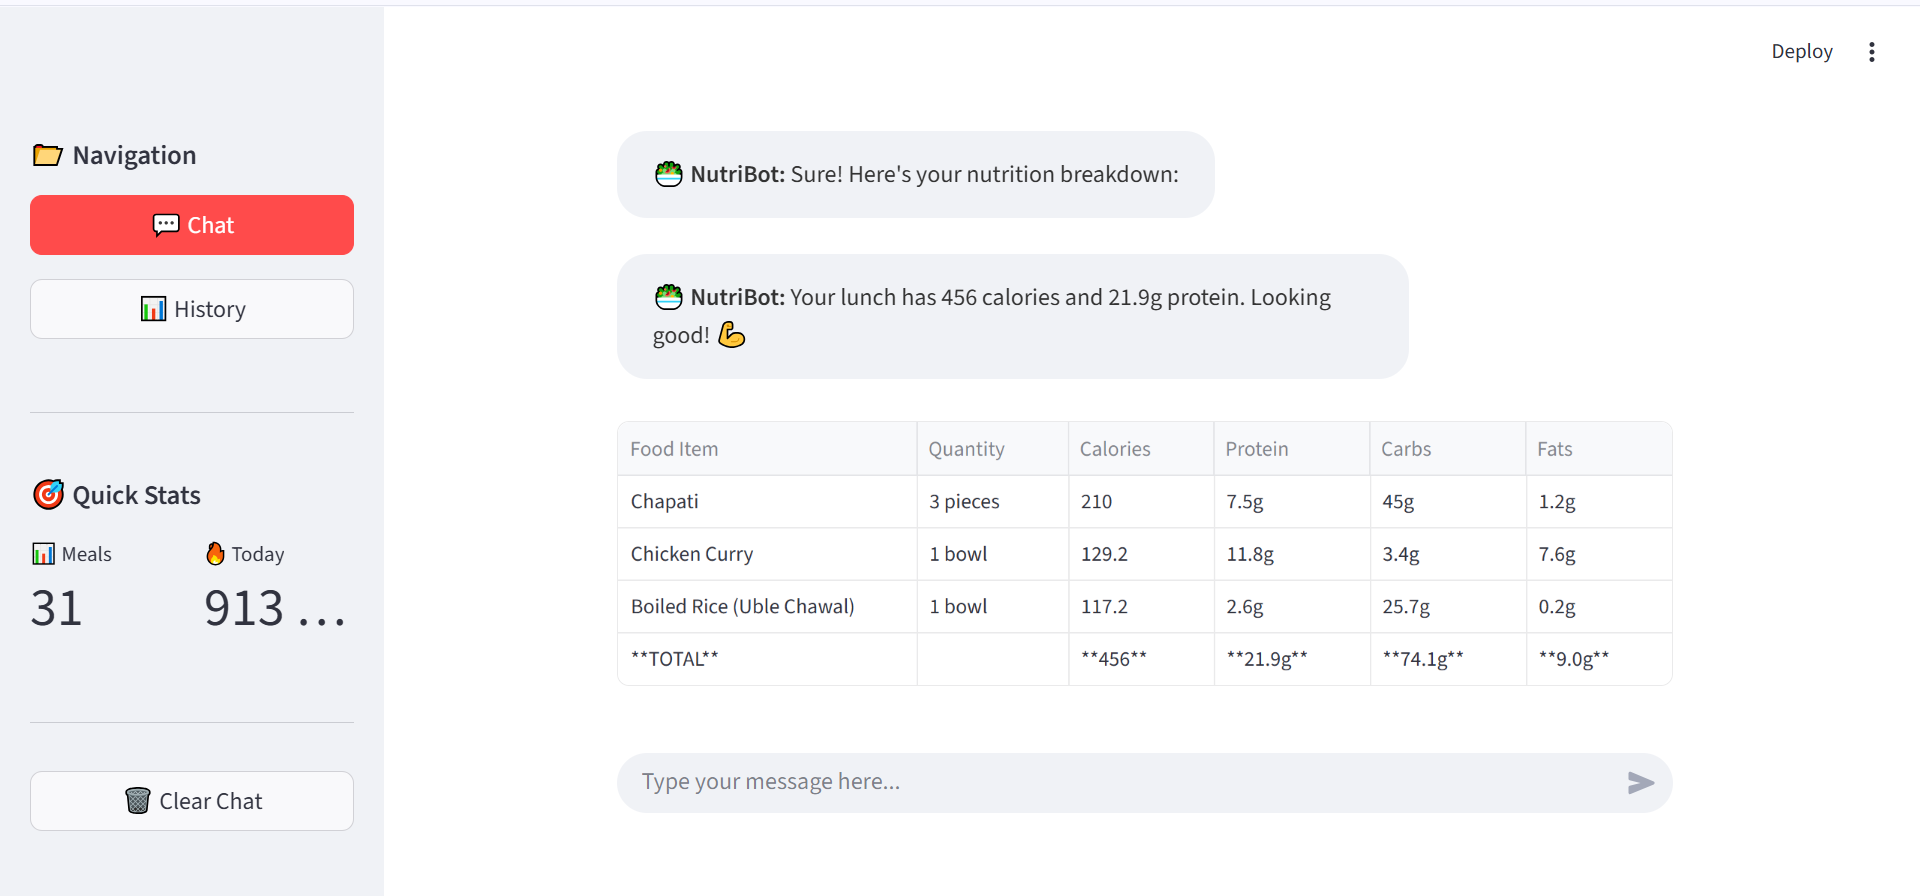 Deploy
Navigation
Chat
History
Quick Stats
Meals
Today
31
913 ...
Clear Chat
NutriBot: Sure! Here's your nutrition breakdown:
NutriBot: Your lunch has 456 calories and 21.9g protein. Looking
good!
Food Item Quantity Calories Protein Carbs Fats
Chapati 3 pieces 210 7.5g 45g 1.2g
Chicken Curry 1 bowl 129.2 11.8g 3.4g 7.6g
Boiled Rice (Uble Chawal) 1 bowl 117.2 2.6g 25.7g 0.2g
**TOTAL** **456** **21.9g** **74.1g** **9.0g**
Type your message here...